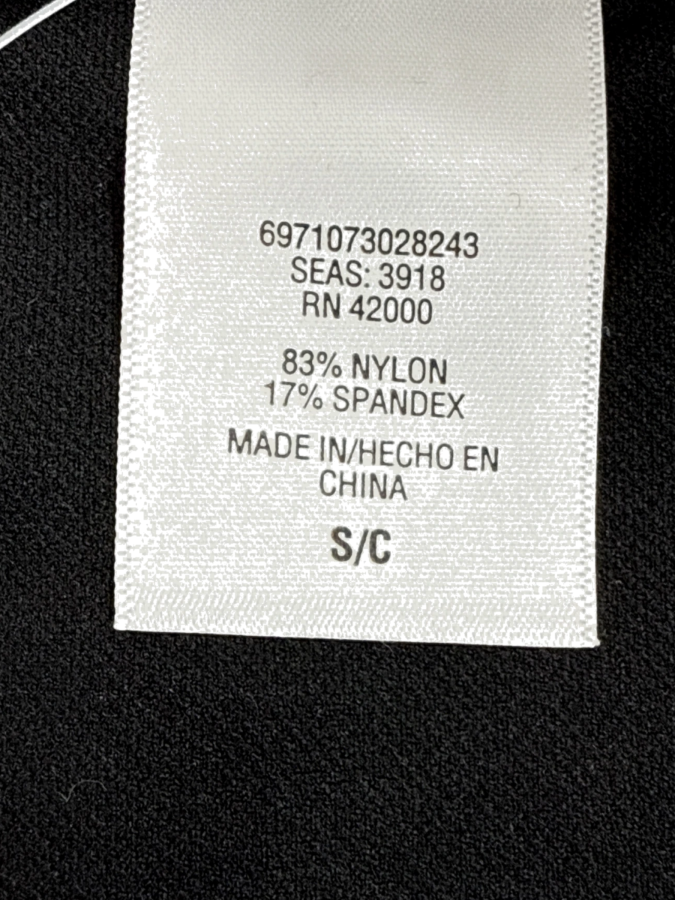 6971073028243
SEAS: 3918
RN 42000
83% NYLON
17% SPANDEX
MADE IN/HECHO EN
CHINA
S/C